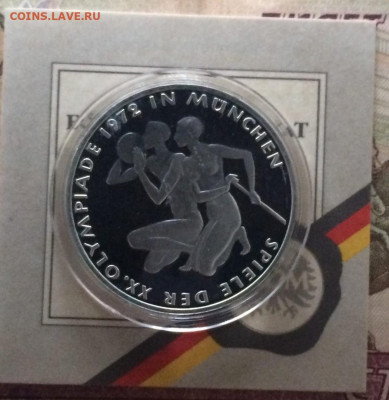 COINS.LAVE.RU
SPIELE DER XX. OLYMPIADE 1972 IN MÜNCHEN